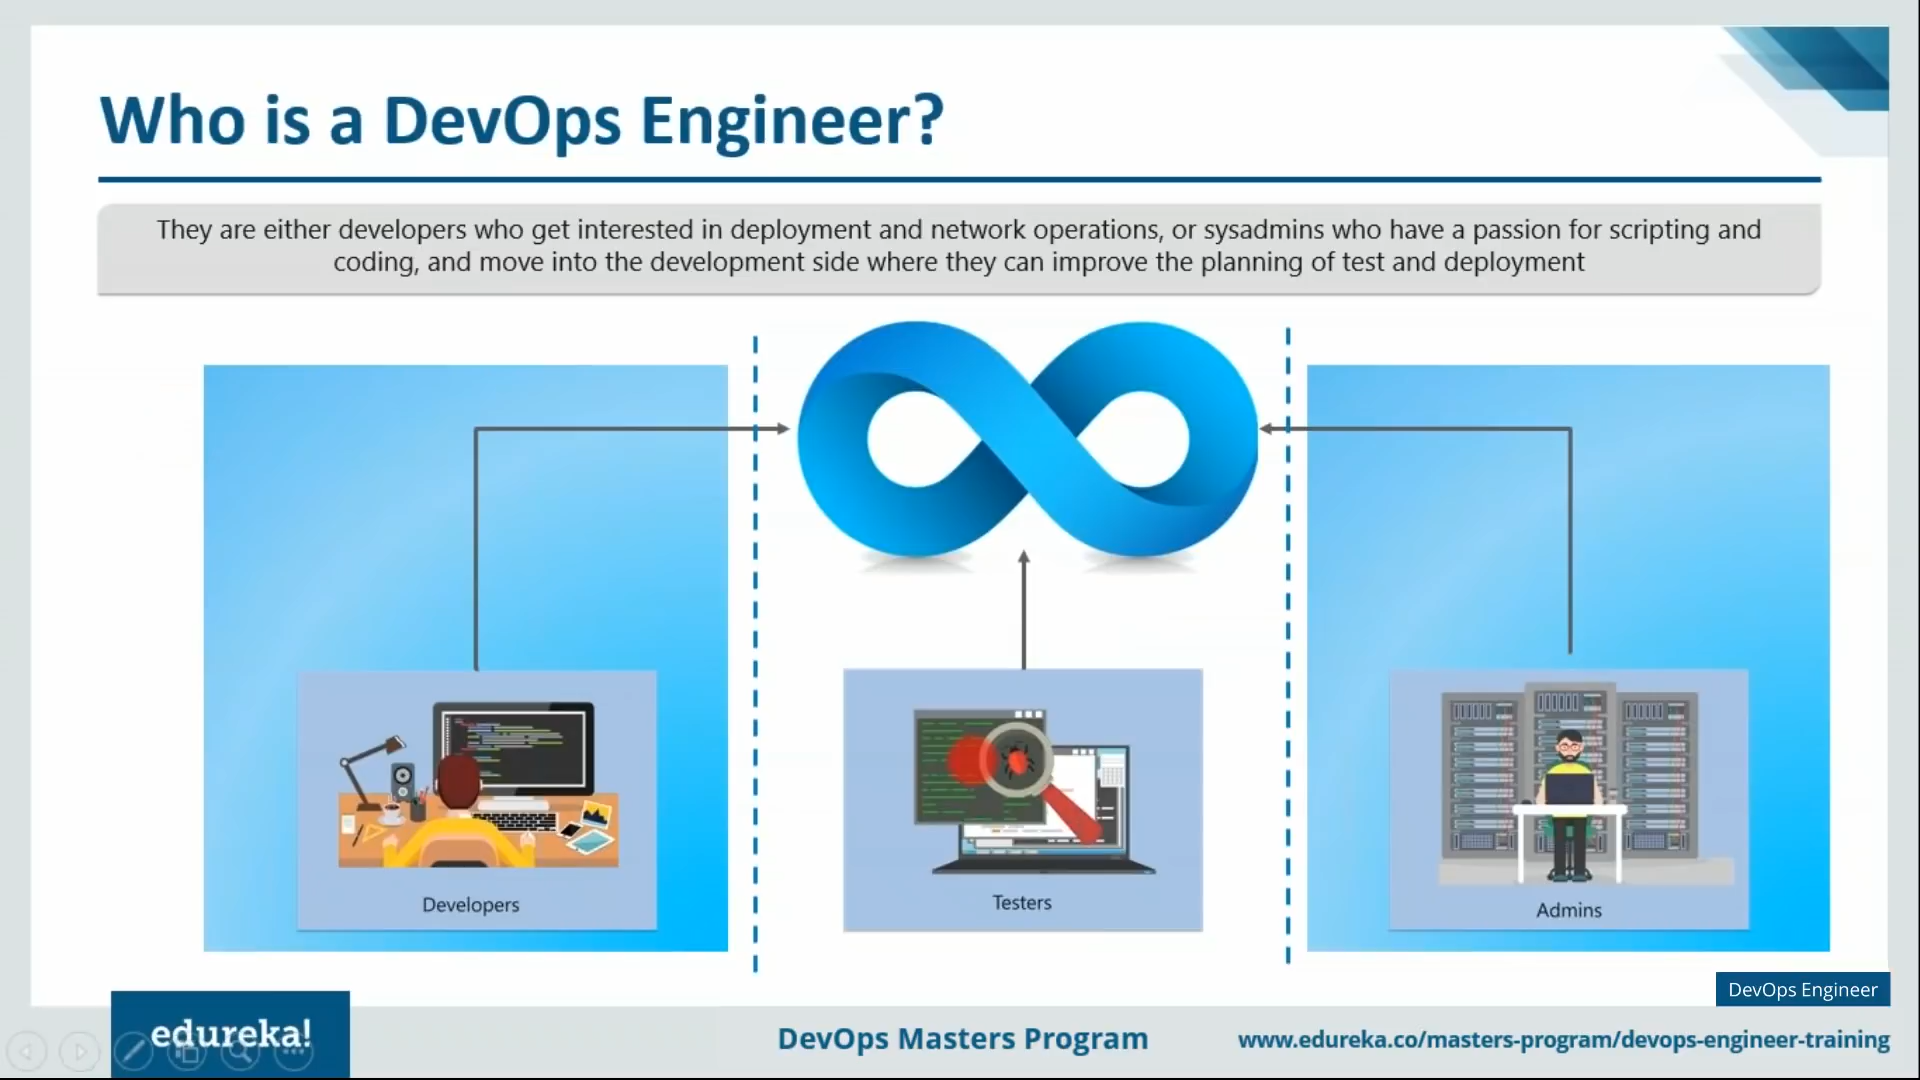 Who is a DevOps Engineer?
They are either developers who get interested in deployment and network operations, or sysadmins who have a passion for scripting and
coding, and move into the development side where they can improve the planning of test and deployment
Developers
Testers
Admins
DevOps Engineer
edureka!
DevOps Masters Program
www.edureka.co/masters-program/devops-engineer-training